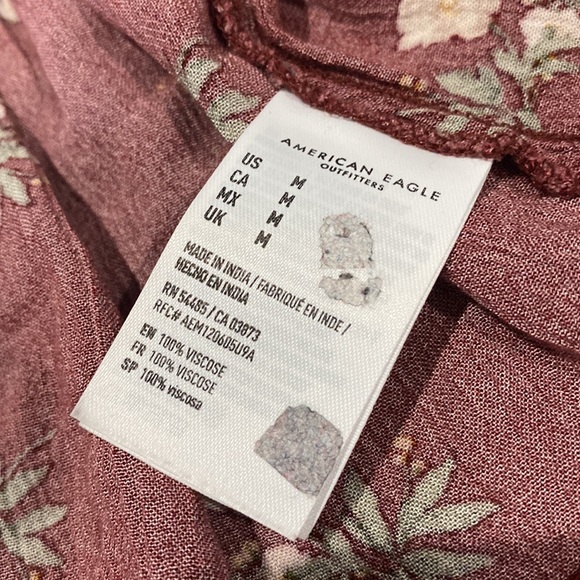 AMERICAN EAGLE
OUTFITTERS
US M
CA M
MX M
UK M
MADE IN INDIA / FABRIQUÉ EN INDE /
HECHO EN INDIA
RN 54485 / CA 03873
RFC# AEM120605U9A
EN 100% VISCOSE
FR 100% VISCOSE
SP 100% viscosa